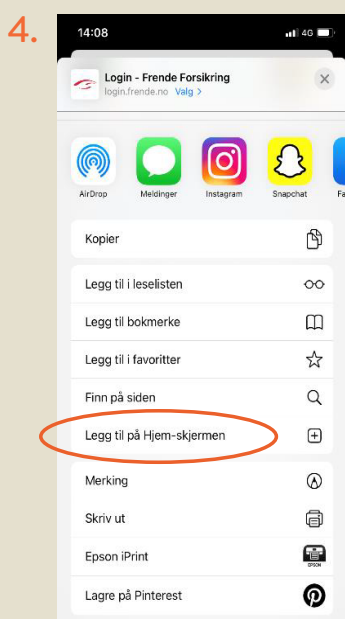 4.
14:08
4G
Login - Frende Forsikring
login.frende.no Valg >
AirDrop
Meldinger
Instagram
Snapchat
Fa
Kopier
Legg til i leselisten
Legg til bokmerke
Legg til i favoritter
Finn på siden
Legg til på Hjem-skjermen
Merking
Skriv ut
Epson iPrint
EPSON
Lagre på Pinterest